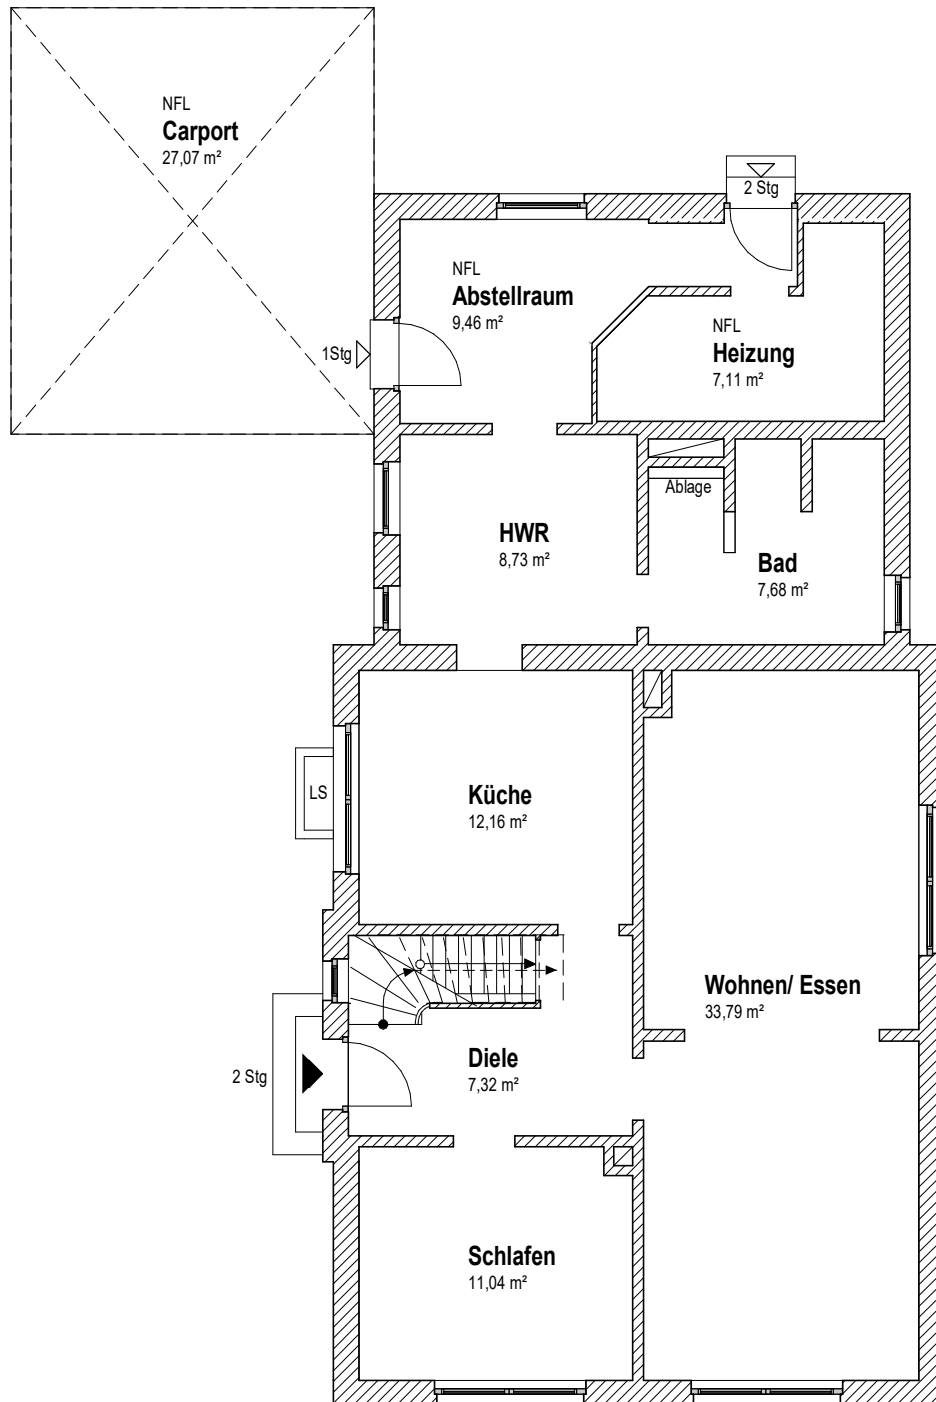 NFL
Carport
27,07 m²
2 Stg
NFL
Abstellraum
9,46 m²
NFL
Heizung
7,11 m²
1Stg
Ablage
HWR
8,73 m²
Bad
7,68 m²
LS
Küche
12,16 m²
Wohnen/ Essen
33,79 m²
Diele
7,32 m²
2 Stg
Schlafen
11,04 m²